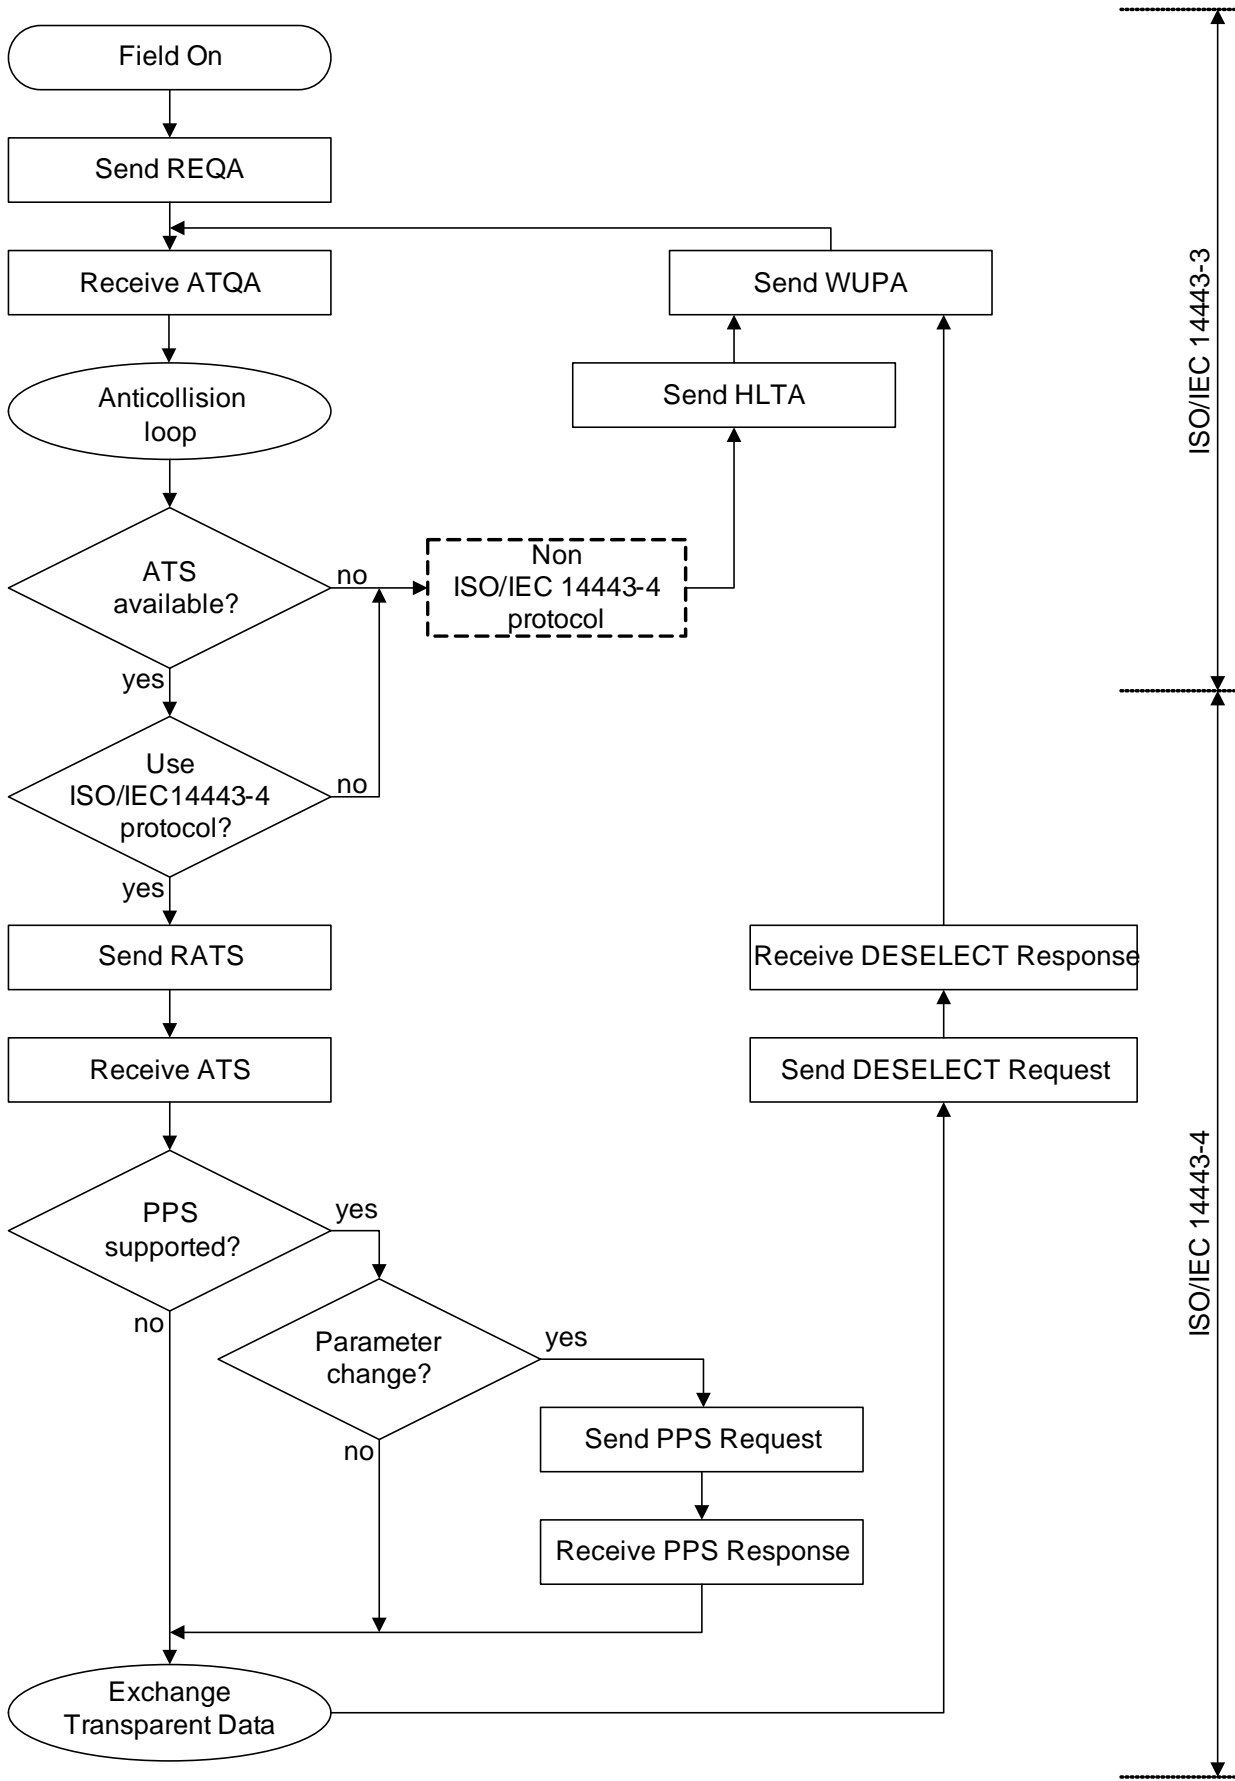 Field On
Send REQA
Receive ATQA
Send WUPA
Anticollision
loop
Send HLTA
ATS
available?
no
yes
Non
ISO/IEC 14443-4
protocol
Use
ISO/IEC14443-4
protocol?
no
yes
Send RATS
Receive DESELECT Response
Receive ATS
Send DESELECT Request
PPS
supported?
yes
no
Parameter
change?
yes
no
Send PPS Request
Receive PPS Response
Exchange
Transparent Data
ISO/IEC 14443-3
ISO/IEC 14443-4